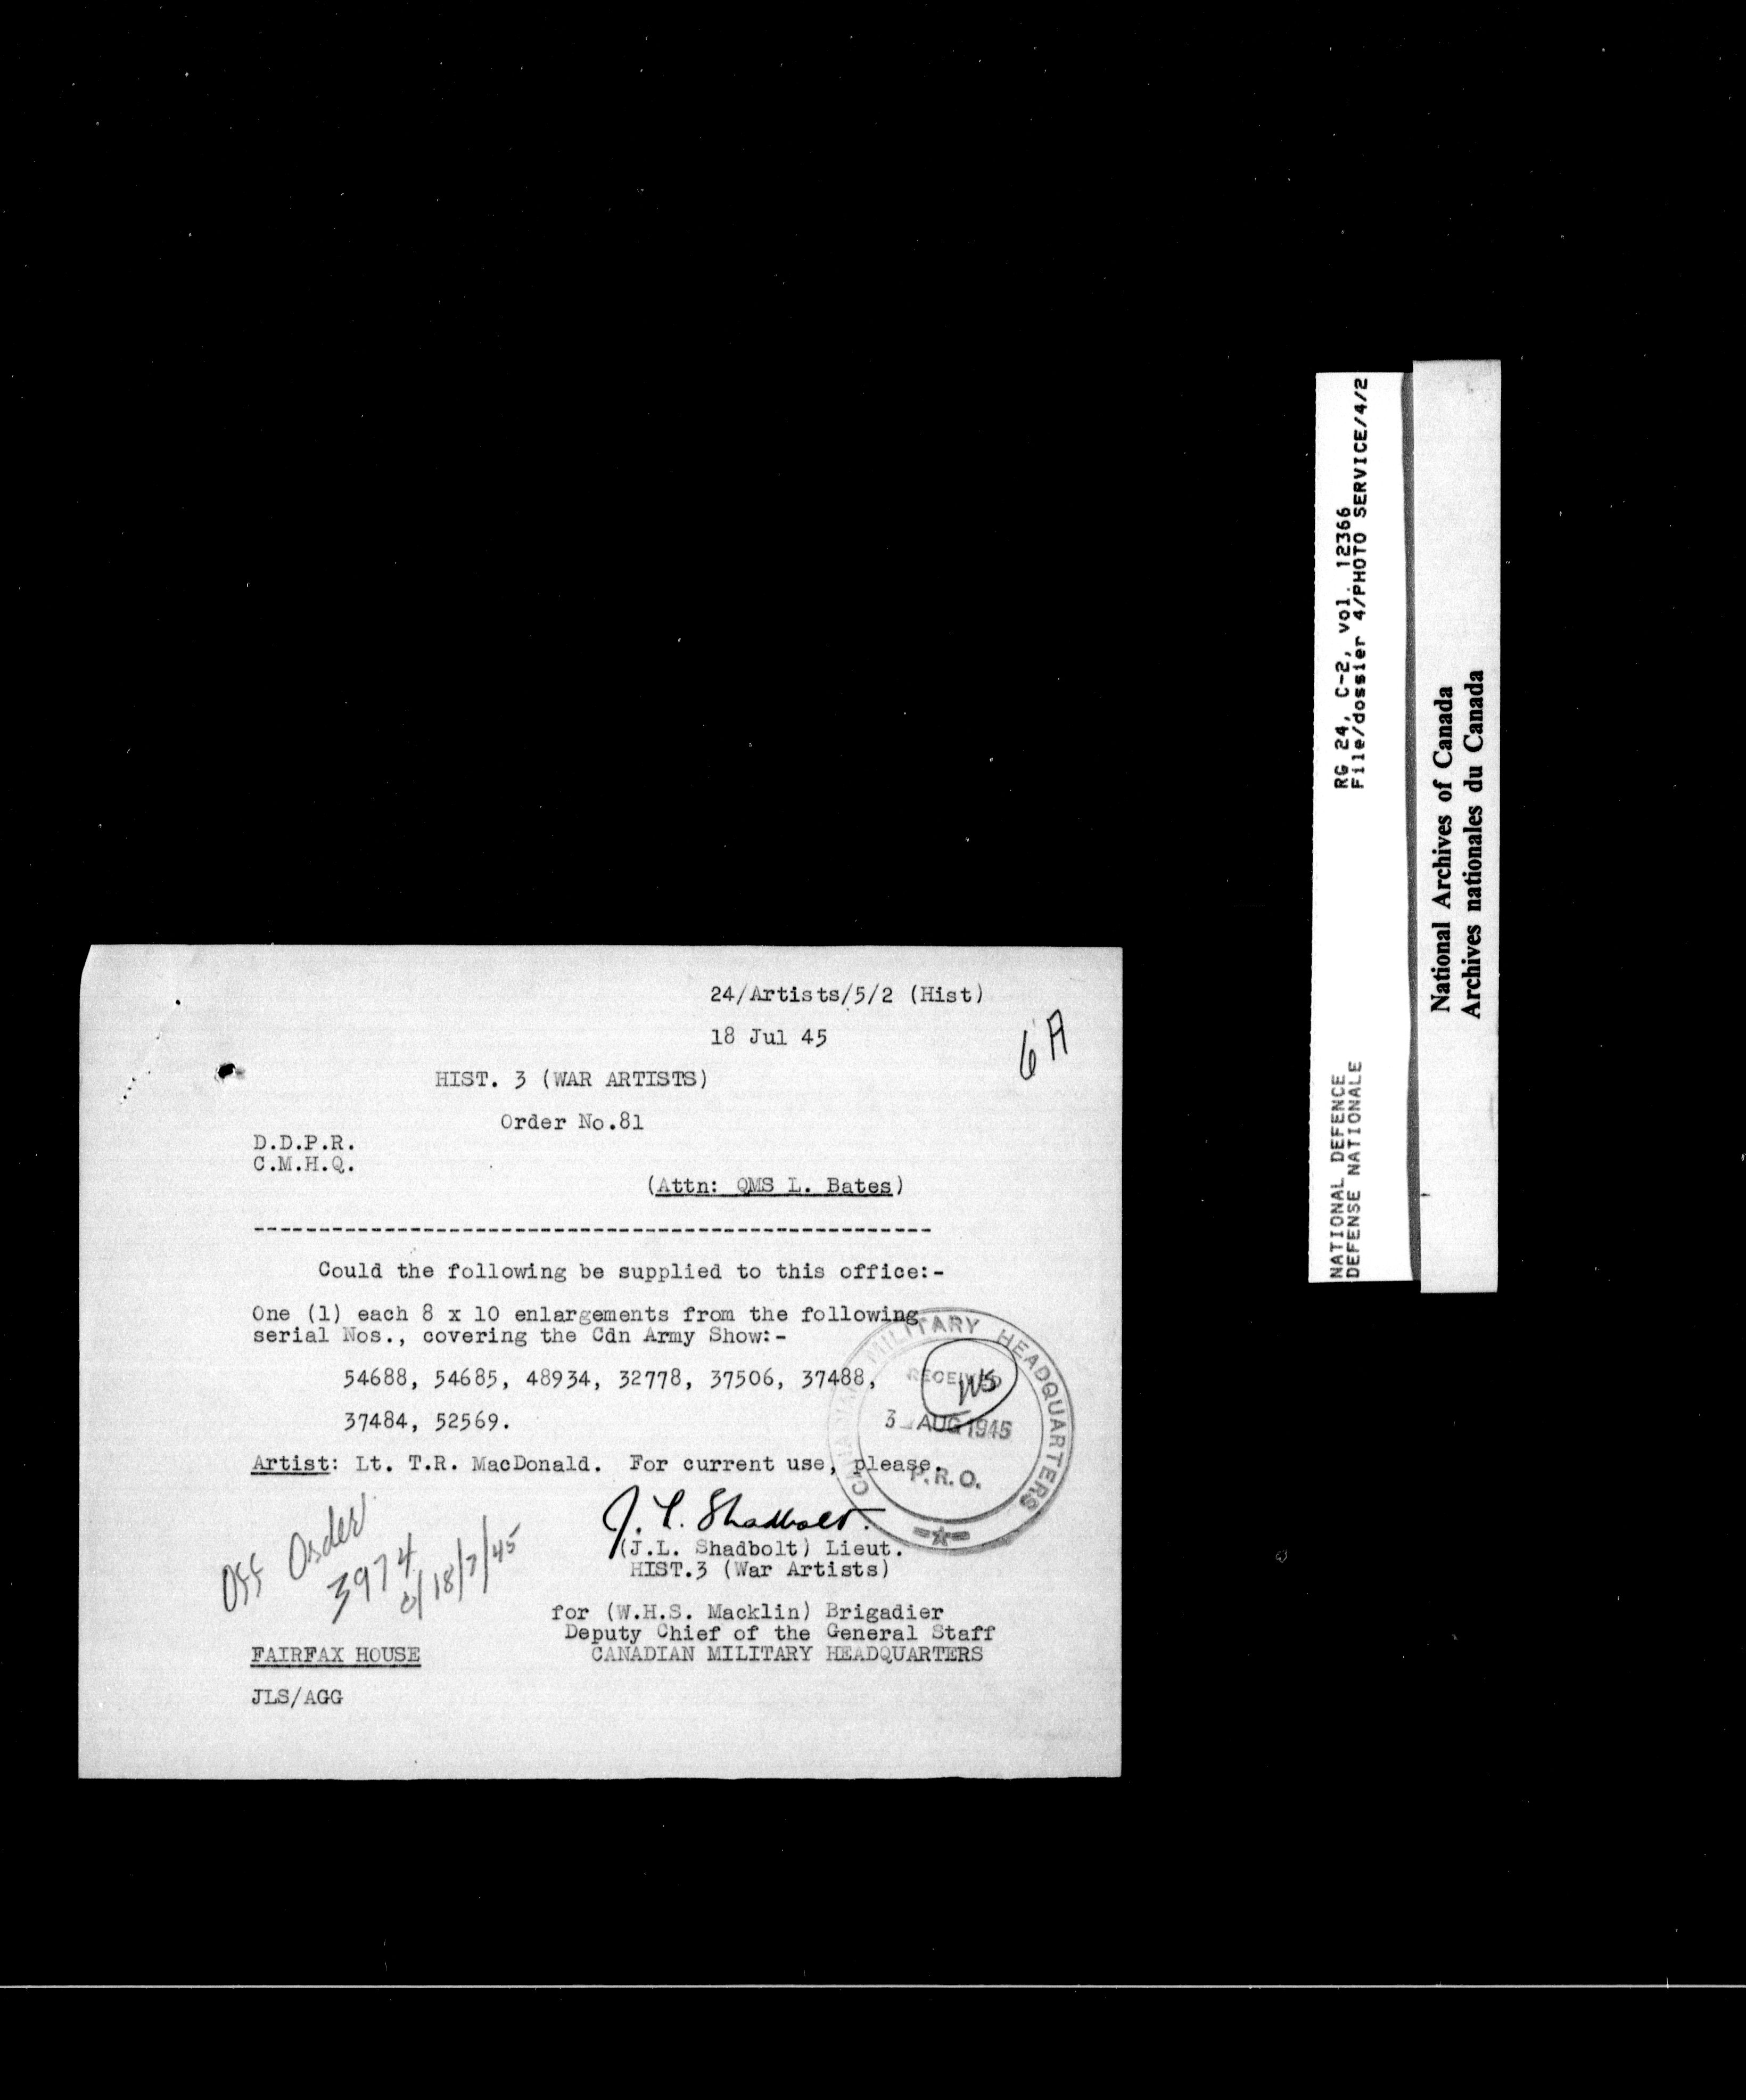 24/Artists/5/2 (Hist)
18 Jul 45
6A
HIST. 3 (WAR ARTISTS)
Order No.81
D.D.P.R.
C.M.H.Q.
(Attn: QMS L. Bates)
--------------------------------------------------
Could the following be supplied to this office:-
One (1) each 8 x 10 enlargements from the following
serial Nos., covering the Cdn Army Show:-
54688, 54685, 48934, 32778, 37506, 37488,
37484, 52569.
Artist: Lt. T.R. MacDonald. For current use, please.
CANADIAN MILITARY HEADQUARTERS
RECEIVED
3 AUG 1945
P.R.O.
J. L. Shadbolt.
(J.L. Shadbolt) Lieut.
HIST.3 (War Artists)
Off Order
3974
d/18/7/45
for (W.H.S. Macklin) Brigadier
Deputy Chief of the General Staff
CANADIAN MILITARY HEADQUARTERS
FAIRFAX HOUSE
JLS/AGG
NATIONAL DEFENCE RG 24, C-2, vol. 12366
DEFENSE NATIONALE File/dossier 4/PHOTO SERVICE/4/2
National Archives of Canada
Archives nationales du Canada